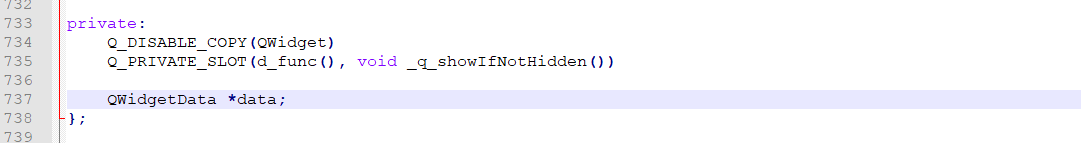 732
733 private:
734     Q_DISABLE_COPY(QWidget)
735     Q_PRIVATE_SLOT(d_func(), void _q_showIfNotHidden())
736
737     QWidgetData *data;
738 };
739